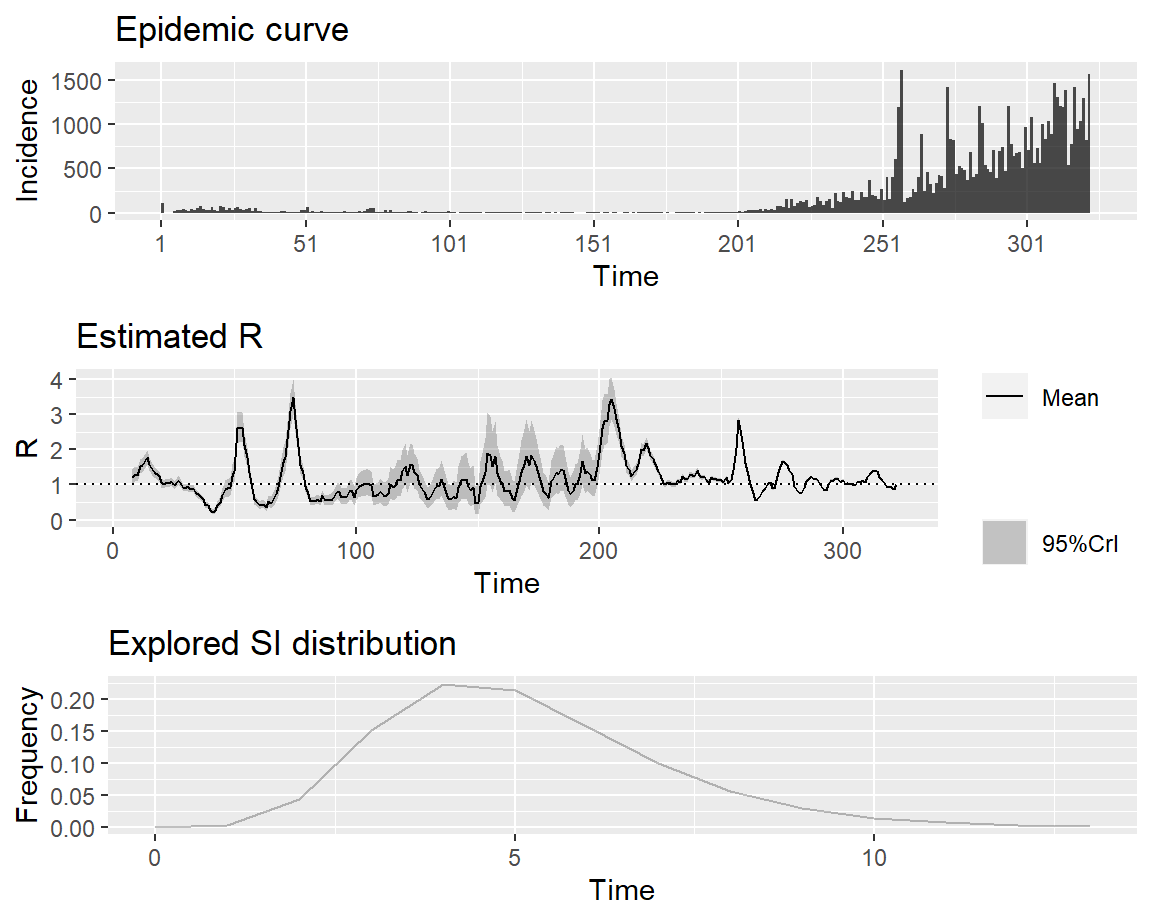 Epidemic curve
Incidence
1500
1000
500
0
1 51 101 151 201 251 301
Time
Estimated R
R
4
3
2
1
0
0 100 200 300
Time
Mean
95%CrI
Explored SI distribution
Frequency
0.20
0.15
0.10
0.05
0.00
0 5 10
Time